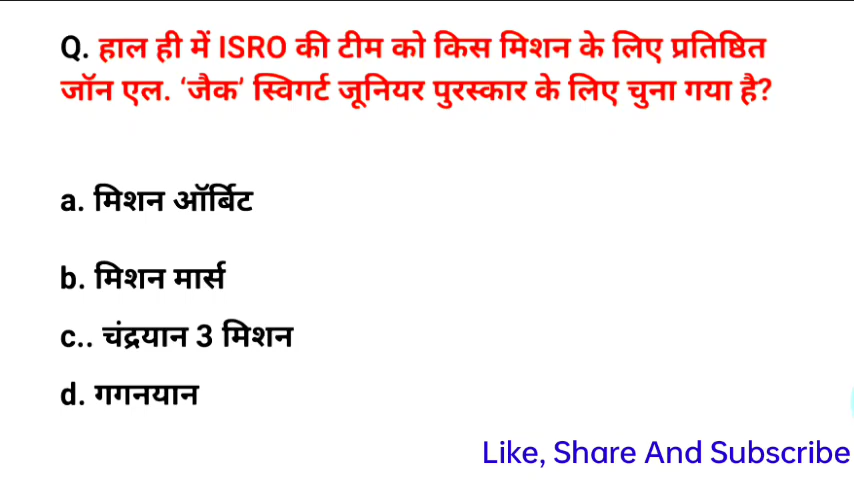 Q. हाल ही में ISRO की टीम को किस मिशन के लिए प्रतिष्ठित
जॉन एल. ‘जैक’ स्विगर्ट जूनियर पुरस्कार के लिए चुना गया है?
a. मिशन ऑर्बिट
b. मिशन मार्स
c.. चंद्रयान 3 मिशन
d. गगनयान
Like, Share And Subscribe